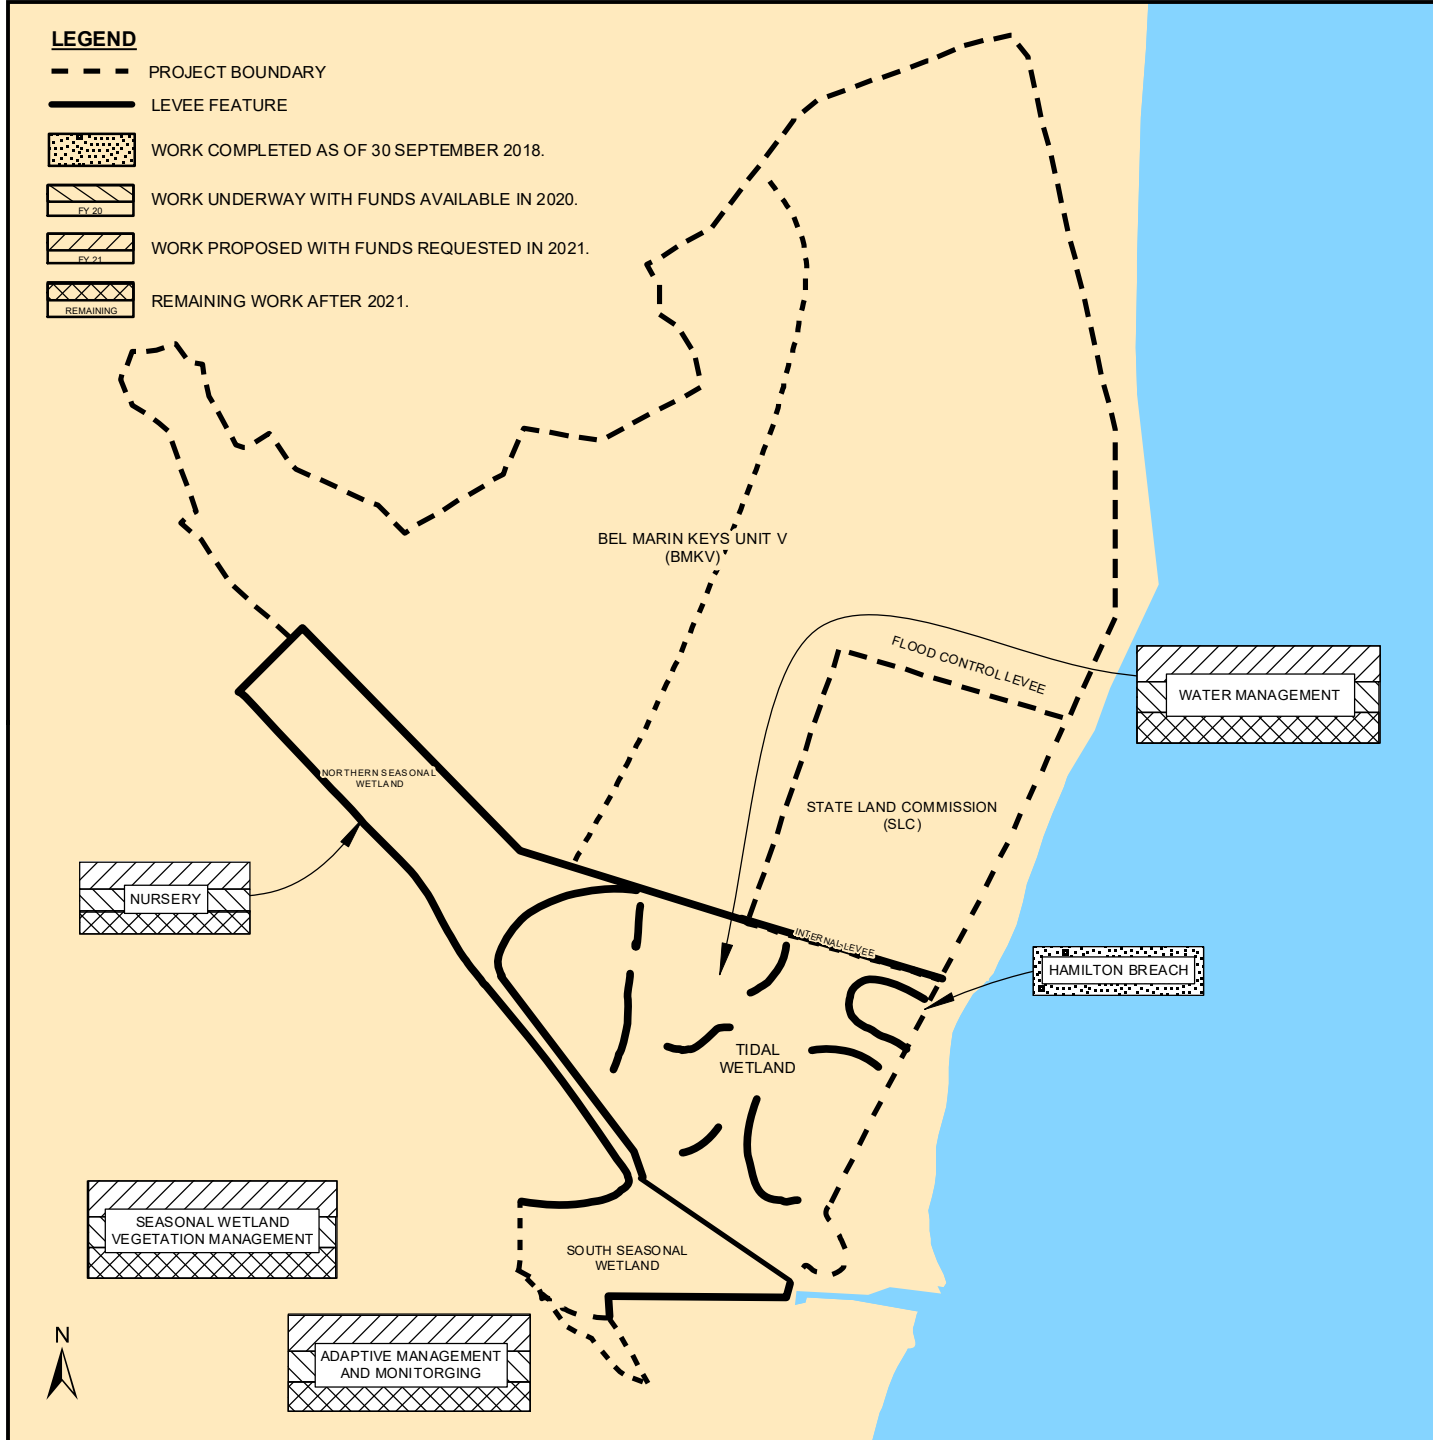 LEGEND
PROJECT BOUNDARY
LEVEE FEATURE
WORK COMPLETED AS OF 30 SEPTEMBER 2018.
FY 20
WORK UNDERWAY WITH FUNDS AVAILABLE IN 2020.
FY 21
WORK PROPOSED WITH FUNDS REQUESTED IN 2021.
REMAINING
REMAINING WORK AFTER 2021.
BEL MARIN KEYS UNIT V
(BMKV)
FLOOD CONTROL LEVEE
WATER MANAGEMENT
NORTHERN SEASONAL
WETLAND
STATE LAND COMMISSION
(SLC)
NURSERY
INTERNAL LEVEE
HAMILTON BREACH
TIDAL
WETLAND
SEASONAL WETLAND
VEGETATION MANAGEMENT
SOUTH SEASONAL
WETLAND
N
ADAPTIVE MANAGEMENT
AND MONITORGING